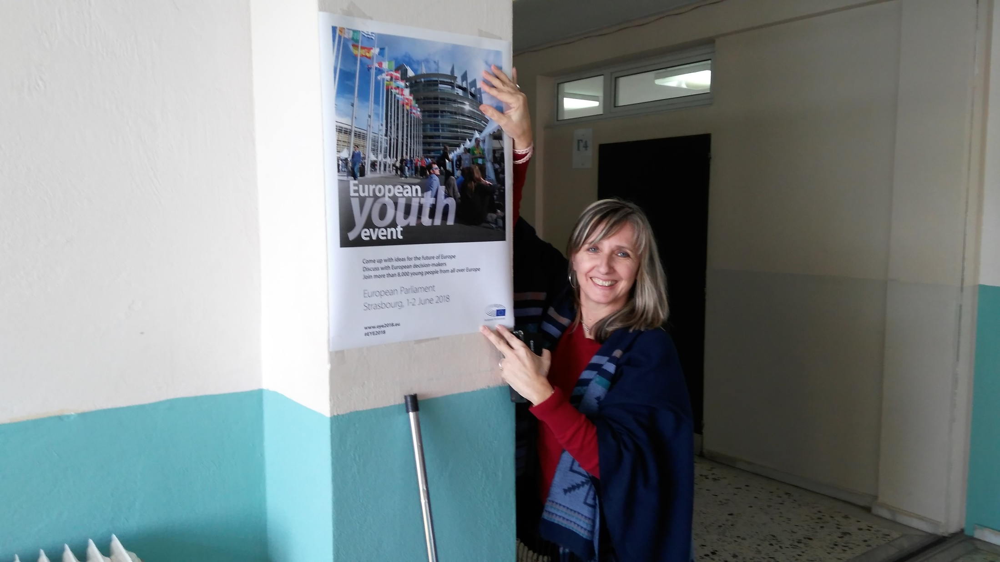 European
youth
event
Come up with ideas for the future of Europe
Discuss with European decision-makers
Join more than 8,000 young people from all over Europe
European Parliament
Strasbourg, 1-2 June 2018
www.eye2018.eu
#EYE2018
Γ4